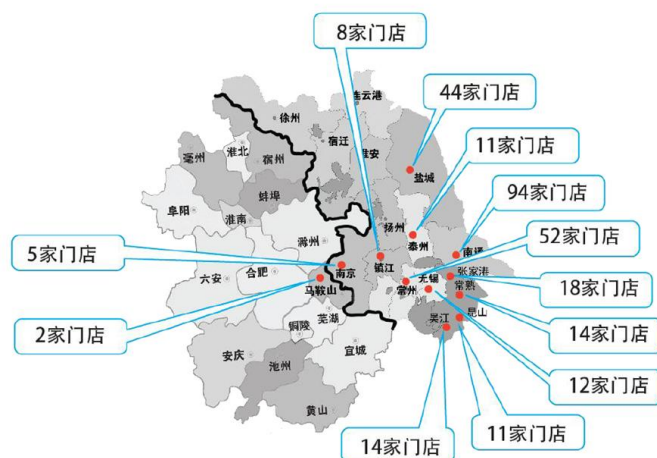 8家门店
44家门店
11家门店
94家门店
52家门店
18家门店
14家门店
12家门店
11家门店
14家门店
5家门店
2家门店
连云港
徐州
宿迁
淮安
淮北
宿州
亳州
盐城
蚌埠
阜阳
淮南
扬州
泰州
滁州
南通
镇江
南京
六安
合肥
马鞍山
常州
无锡
张家港
常熟
芜湖
铜陵
吴江
昆山
宜城
安庆
池州
黄山